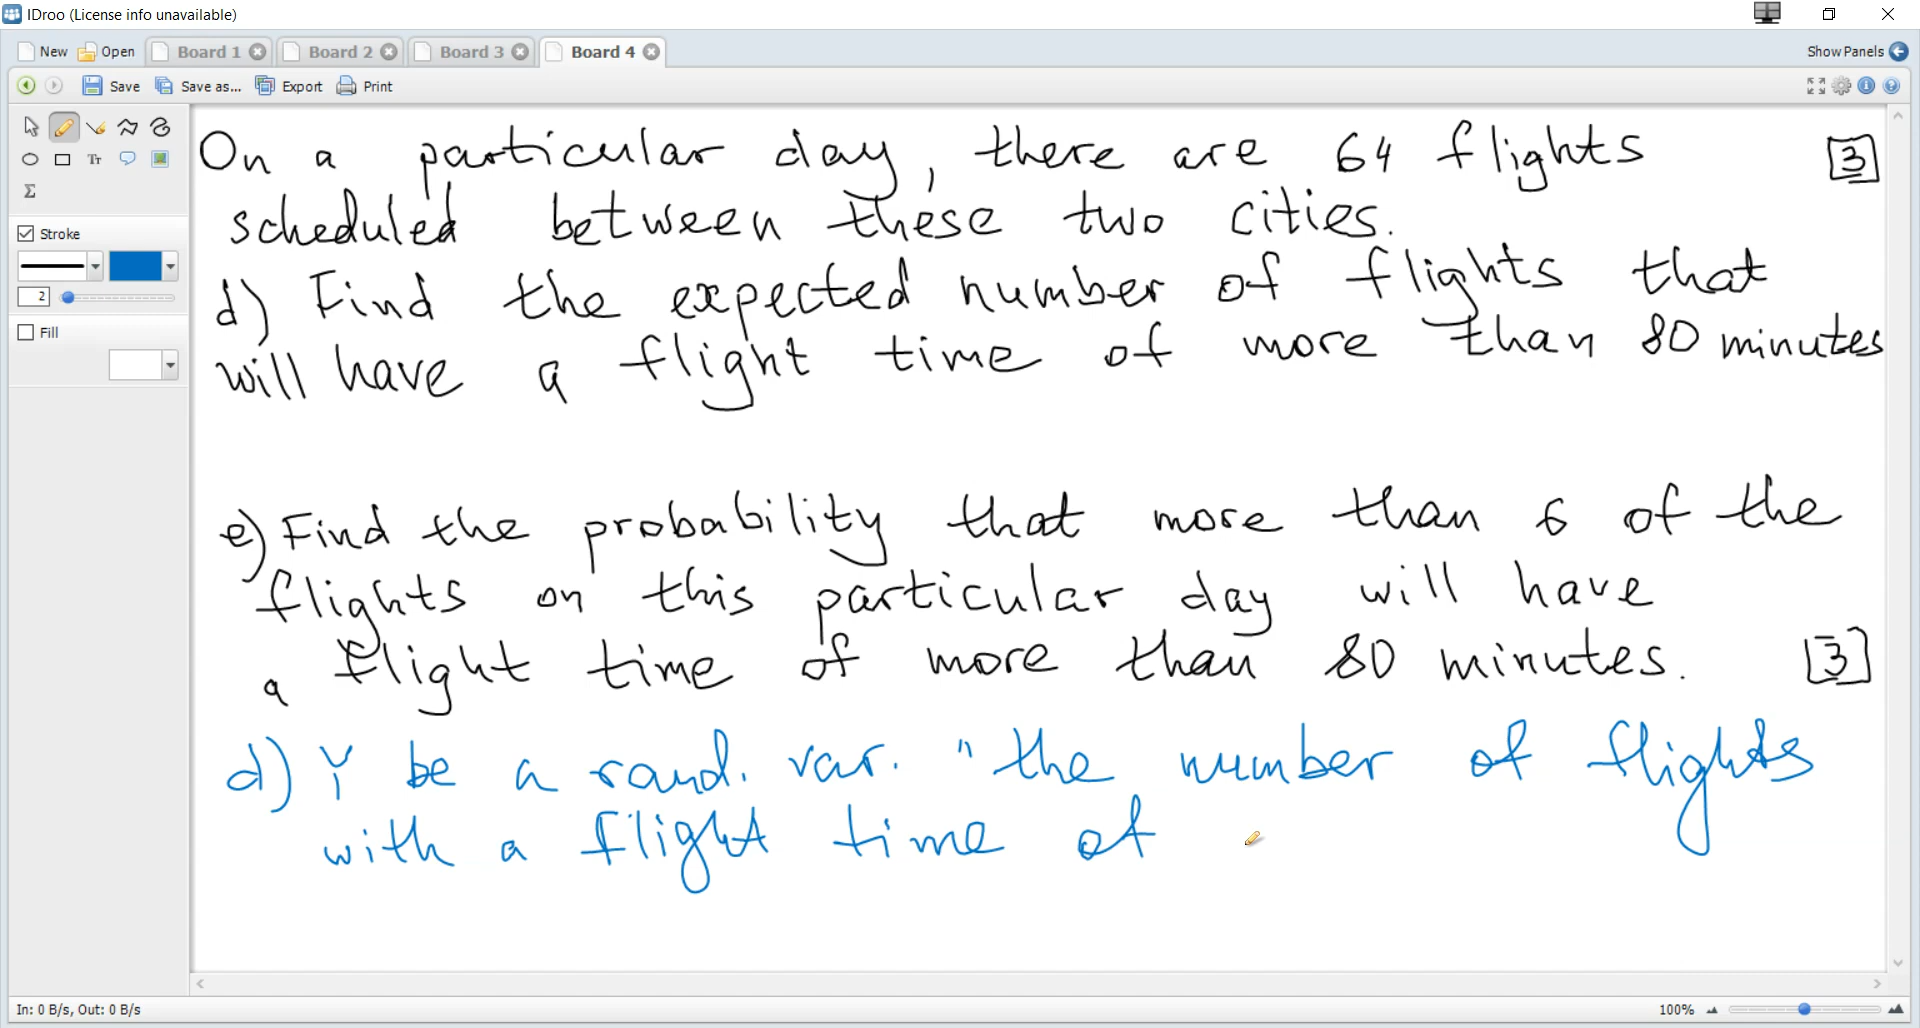 IDroo (License info unavailable)
New Open Board 1 Board 2 Board 3 Board 4 Show Panels
Save Save as... Export Print
Tr
Σ
Stroke
2
Fill
On a particular day, there are 64 flights [3]
scheduled between these two cities.
d) Find the expected number of flights that
will have a flight time of more than 80 minutes
e) Find the probability that more than 6 of the
flights on this particular day will have
a flight time of more than 80 minutes. [3]
d) Y be a rand. var. "the number of flights
with a flight time of
In: 0 B/s, Out: 0 B/s 100%